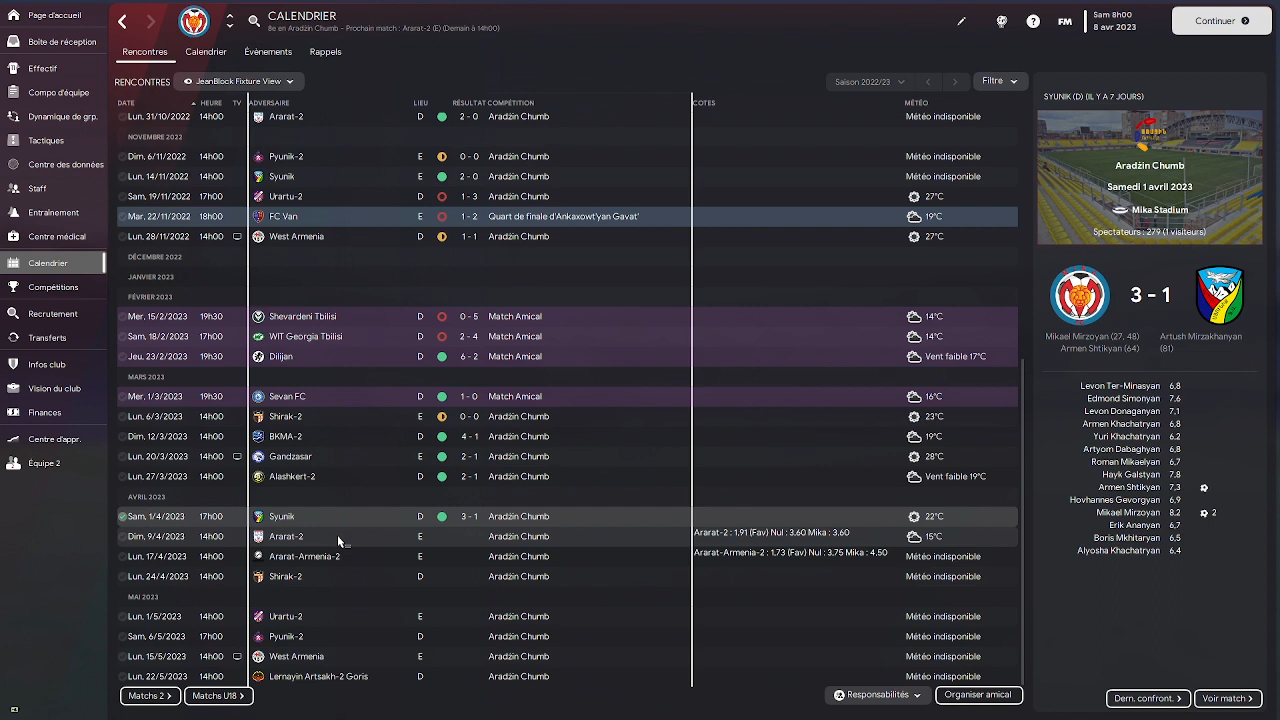 Page d'Accueil
Boîte de réception
Effectif
Compo d'équipe
Dynamique de gr.
Tactiques
Centre des données
Staff
Entraînement
Centre médical
Calendrier
Compétitions
Recrutement
Transferts
Infos club
Vision du club
Finances
Centre d'appr.
Équipe 2
CALENDRIER
8e en Aradžin Chumb - Prochain match : Ararat-2 (E) (Demain à 14h00)
FM
Sam 8h00
8 avr 2023
Continuer
Rencontres Calendrier Évènements Rappels
RENCONTRES JeanBlock Fixture View Saison 2022/23 Filtre
DATE HEURE TV ADVERSAIRE LIEU RÉSULTAT COMPÉTITION COTES MÉTÉO
Lun, 31/10/2022 14h00 Ararat-2 D 2 - 0 Aradžin Chumb Météo indisponible
NOVEMBRE 2022
Dim, 6/11/2022 14h00 Pyunik-2 E 0 - 0 Aradžin Chumb Météo indisponible
Lun, 14/11/2022 14h00 Syunik E 2 - 0 Aradžin Chumb Météo indisponible
Sam, 19/11/2022 14h00 Urartu-2 D 1 - 3 Aradžin Chumb 27°C
Mar, 22/11/2022 18h00 FC Van E 1 - 2 Quart de finale d'Ankaxowt'yan Gavat' 19°C
Lun, 28/11/2022 14h00 West Armenia D 1 - 1 Aradžin Chumb 27°C
DÉCEMBRE 2022
JANVIER 2023
FÉVRIER 2023
Mer, 15/2/2023 19h30 Shevardeni Tbilisi D 0 - 5 Match Amical 14°C
Sam, 18/2/2023 19h30 WIT Georgia Tbilisi D 2 - 4 Match Amical 14°C
Jeu, 23/2/2023 19h30 Dilijan D 6 - 2 Match Amical Vent faible 17°C
MARS 2023
Mer, 1/3/2023 19h30 Sevan FC D 1 - 0 Match Amical 16°C
Lun, 6/3/2023 14h00 Shirak-2 E 0 - 0 Aradžin Chumb 23°C
Dim, 12/3/2023 14h00 BKMA-2 D 4 - 1 Aradžin Chumb 19°C
Lun, 20/3/2023 14h00 Gandzasar E 2 - 1 Aradžin Chumb 28°C
Lun, 27/3/2023 14h00 Alashkert-2 D 2 - 1 Aradžin Chumb Vent faible 19°C
AVRIL 2023
Sam, 1/4/2023 17h00 Syunik D 3 - 1 Aradžin Chumb 22°C
Dim, 9/4/2023 14h00 Ararat-2 E Aradžin Chumb Ararat-2 : 1,91 (Fav) Nul : 3,60 Mika : 3,60 15°C
Lun, 17/4/2023 14h00 Ararat-Armenia-2 E Aradžin Chumb Ararat-Armenia-2 : 1,73 (Fav) Nul : 3,75 Mika : 4,50 Météo indisponible
Lun, 24/4/2023 14h00 Shirak-2 D Aradžin Chumb Météo indisponible
MAI 2023
Lun, 1/5/2023 14h00 Urartu-2 E Aradžin Chumb Météo indisponible
Sam, 6/5/2023 17h00 Pyunik-2 D Aradžin Chumb Météo indisponible
Lun, 15/5/2023 14h00 West Armenia E Aradžin Chumb Météo indisponible
Lun, 22/5/2023 14h00 Lernayin Artsakh-2 Goris D Aradžin Chumb Météo indisponible
Matchs 2 Matchs U18 Responsabilités Organiser amical
SYUNIK (D) (IL Y A 7 JOURS)
Aradžin Chumb
Samedi 1 avril 2023
Mika Stadium
Spectateurs : 279 (1 visiteurs)
3 - 1
Mikael Mirzoyan (27, 48)
Armen Shtikyan (64)
Artush Mirzakhanyan
(81)
Levon Ter-Minasyan 6,8
Edmond Simonyan 7,6
Levon Donaganyan 7,1
Armen Khachatryan 6,8
Yuri Khachatryan 6,2
Artyom Dabaghyan 6,8
Roman Mikaelyan 6,7
Hayk Galstyan 7,8
Armen Shtikyan 7,3
Hovhannes Gevorgyan 6,9
Mikael Mirzoyan 9,2 2
Erik Ananyan 6,7
Boris Mkhitaryan 6,5
Alyosha Khachatryan 6,4
Dern. confront. Voir match